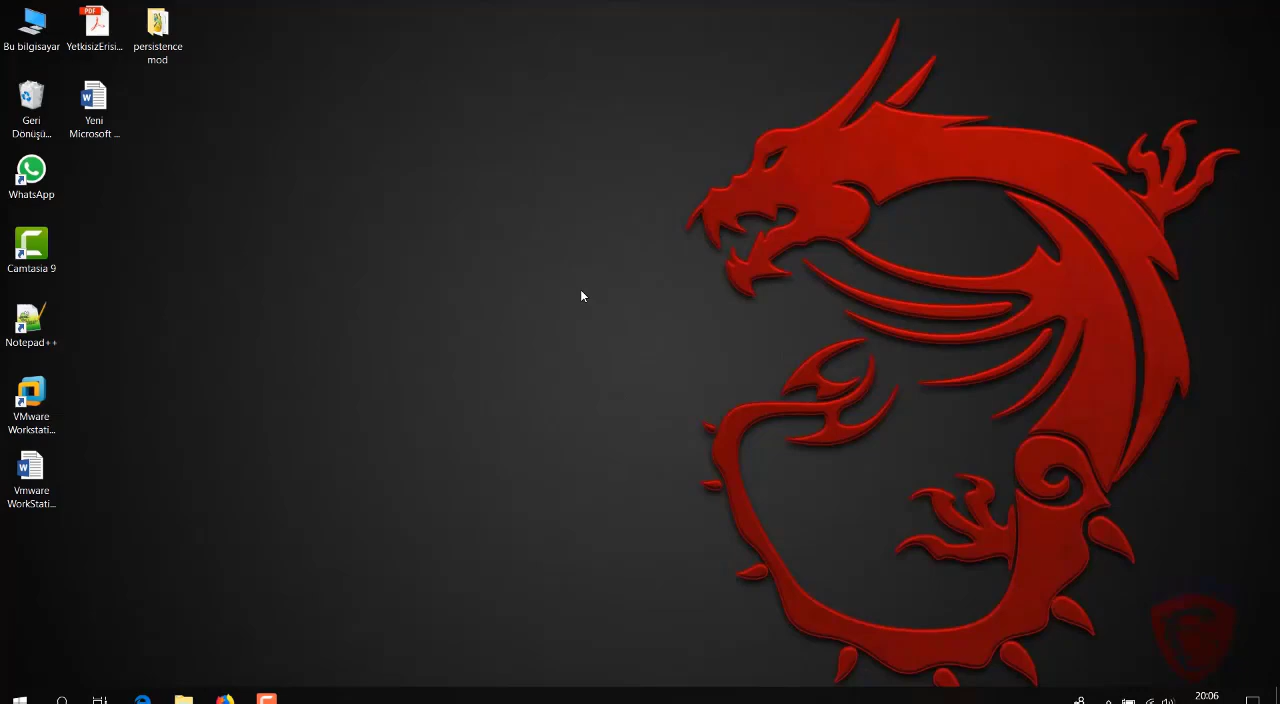 Bu bilgisayar
YetkisizErisi...
persistence
mod
Geri
Dönüşü...
Yeni
Microsoft ...
WhatsApp
Camtasia 9
Notepad++
VMware
Workstati...
Vmware
WorkStati...
20:06